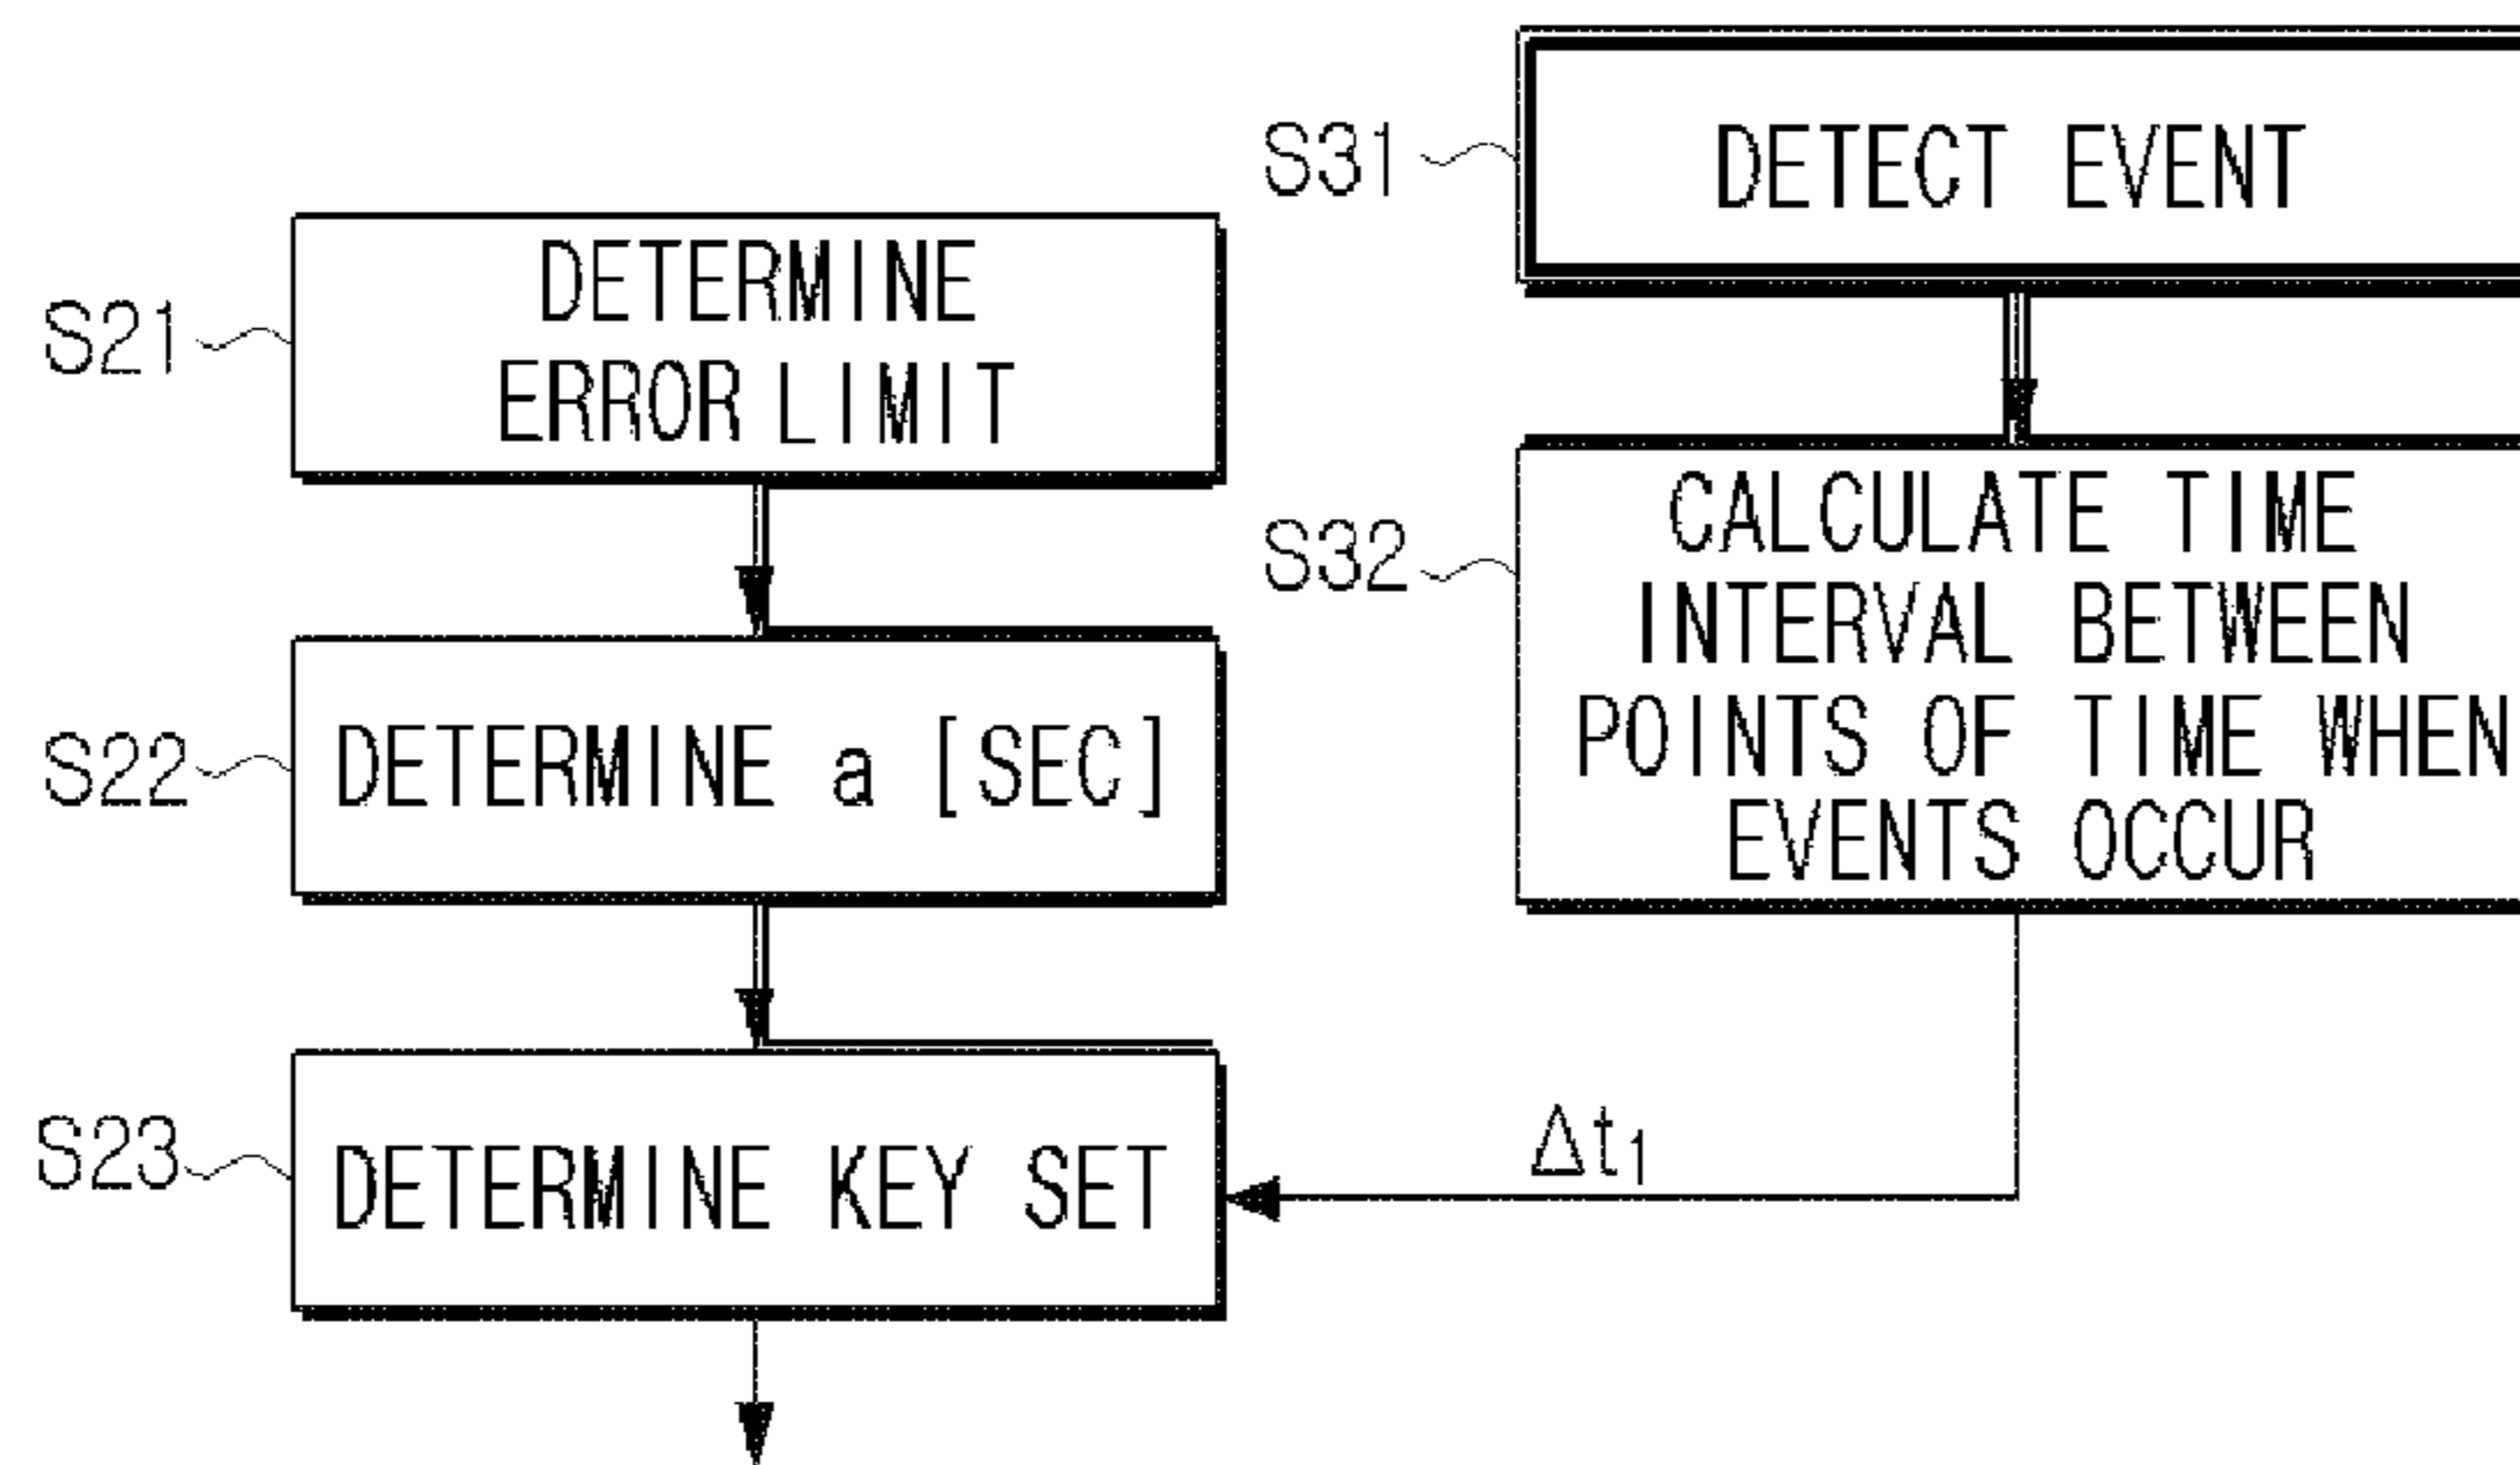 S21
DETERMINE
ERROR LIMIT
S22
DETERMINE a [SEC]
S23
DETERMINE KEY SET
S31
DETECT EVENT
S32
CALCULATE TIME
INTERVAL BETWEEN
POINTS OF TIME WHEN
EVENTS OCCUR
Δt₁